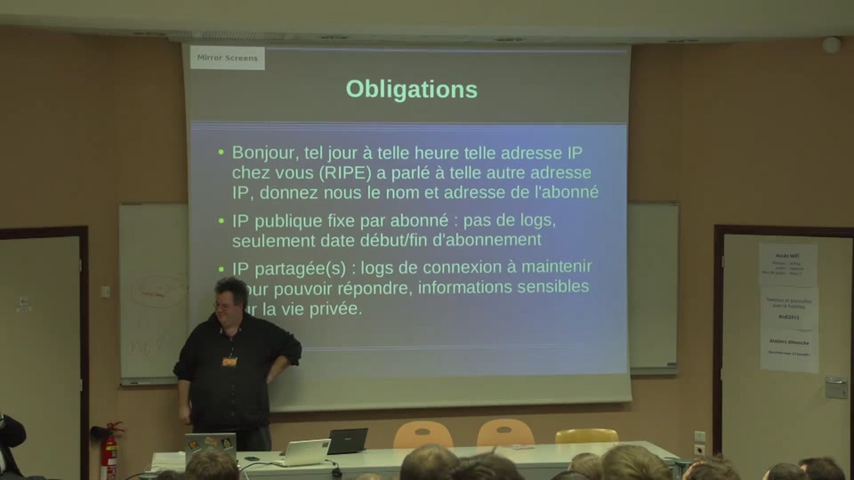 Mirror Screens
Obligations
Bonjour, tel jour à telle heure telle adresse IP
chez vous (RIPE) a parlé à telle autre adresse
IP, donnez nous le nom et adresse de l'abonné
IP publique fixe par abonné : pas de logs,
seulement date début/fin d'abonnement
IP partagée(s) : logs de connexion à maintenir
pour pouvoir répondre, informations sensibles
sur la vie privée.